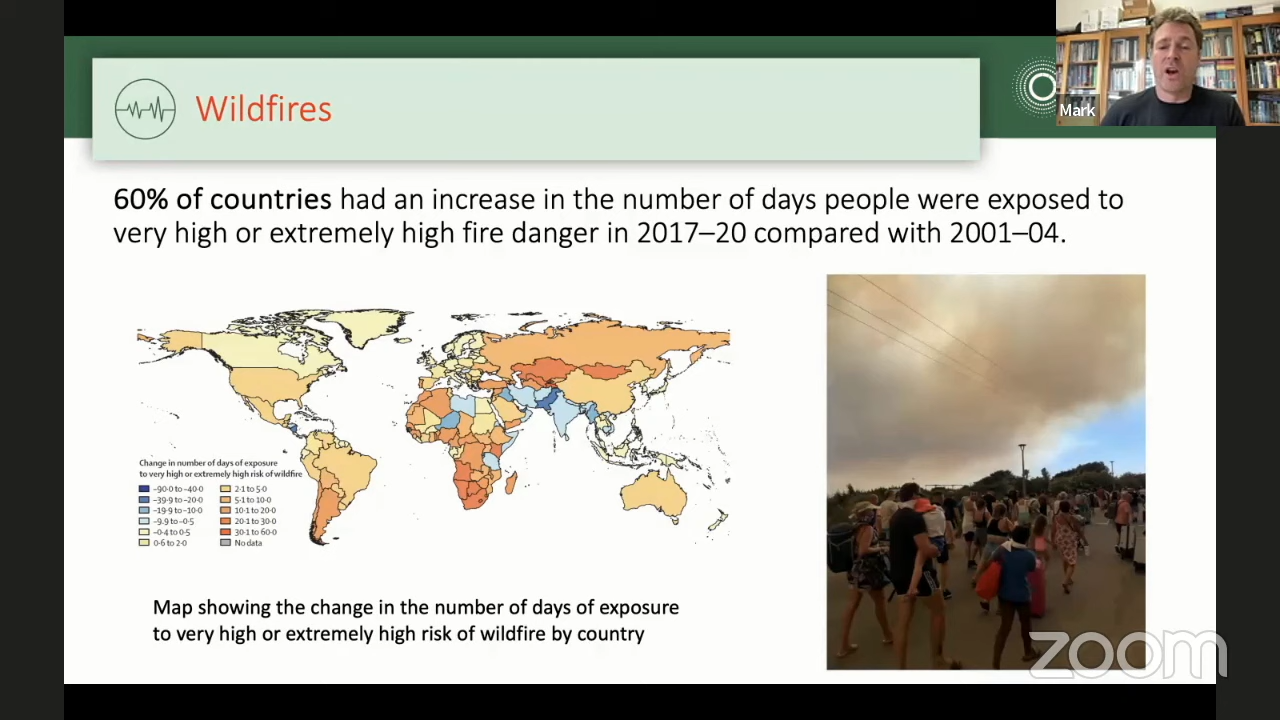 Wildfires
Mark
60% of countries had an increase in the number of days people were exposed to
very high or extremely high fire danger in 2017–20 compared with 2001–04.
Change in number of days of exposure
to very high or extremely high risk of wildfire
-90·0 to -40·0
-39·9 to -20·0
-19·9 to -10·0
-9·9 to -0·5
-0·4 to 0·5
0·6 to 2·0
2·1 to 5·0
5·1 to 10·0
10·1 to 20·0
20·1 to 30·0
30·1 to 60·0
No data
Map showing the change in the number of days of exposure
to very high or extremely high risk of wildfire by country
zoom